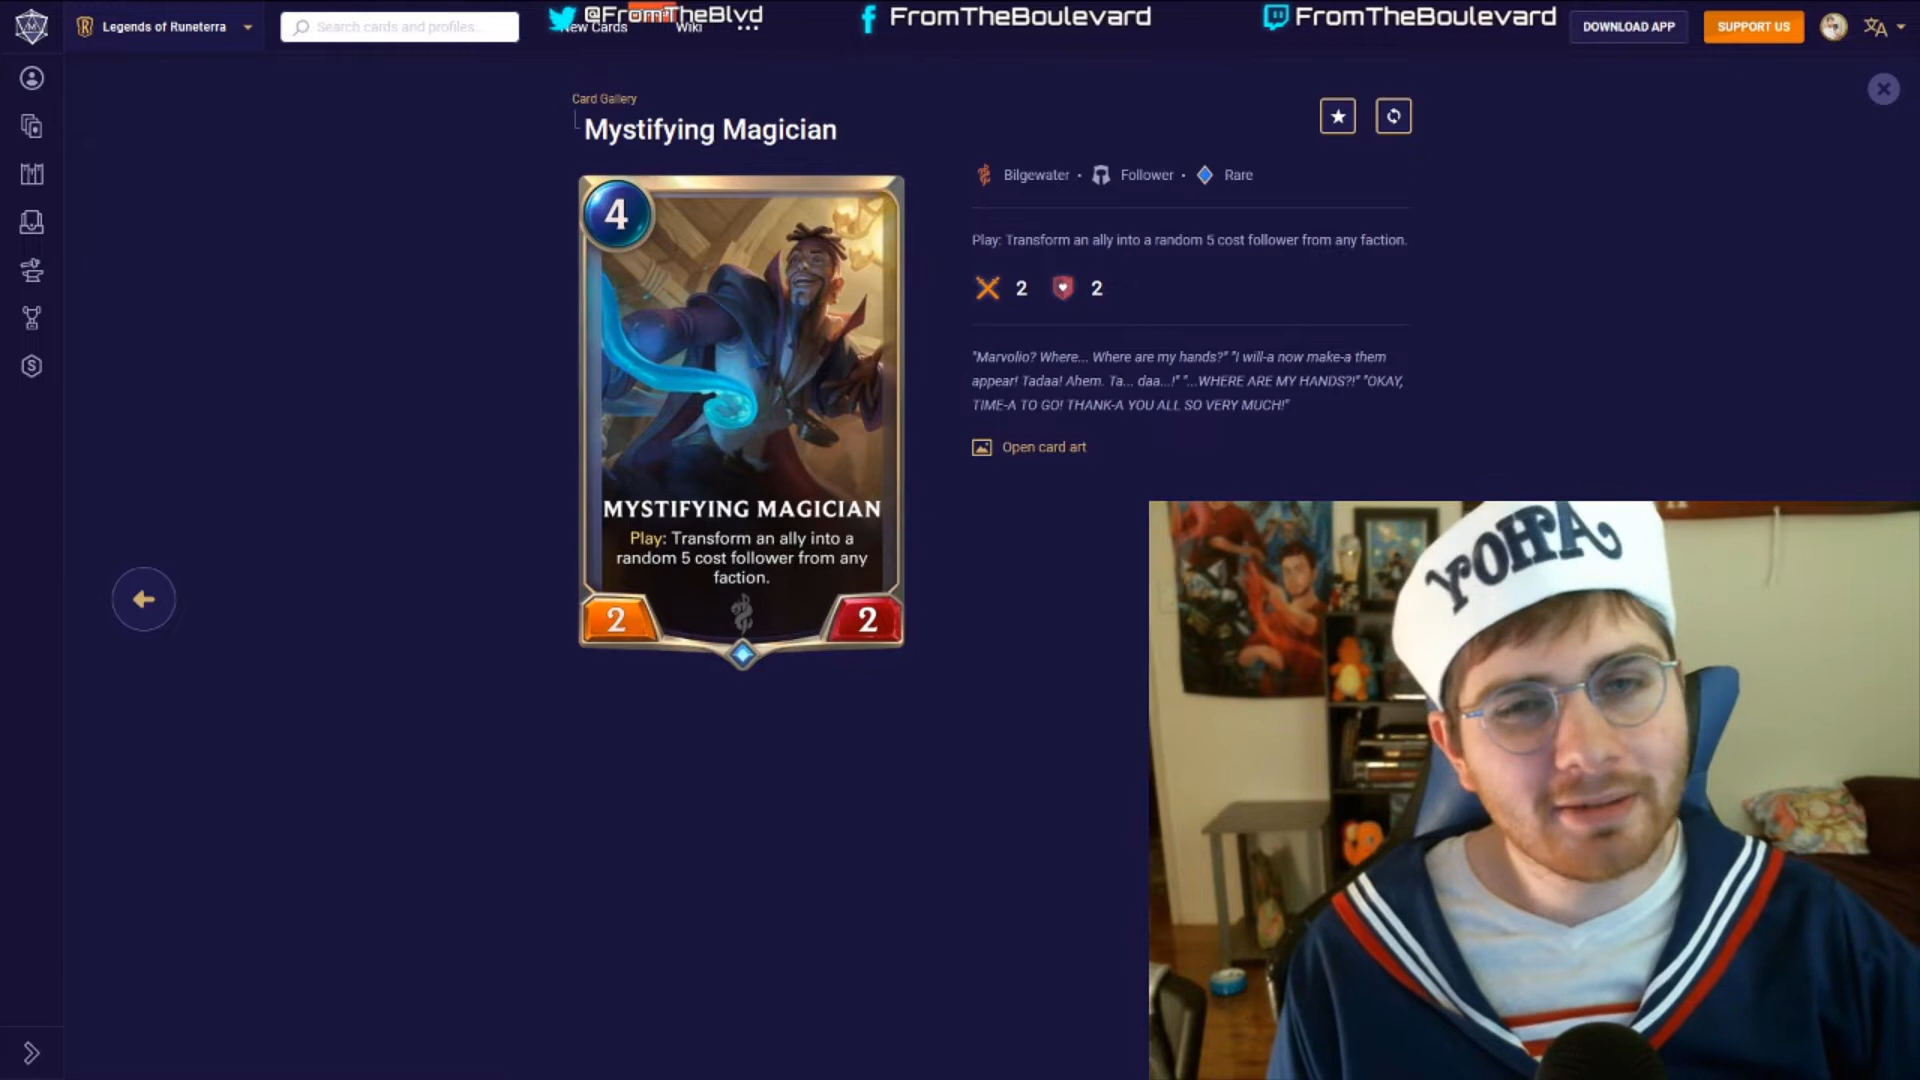 Legends of Runeterra
Search cards and profiles...
@FromTheBlvd
FromTheBoulevard
FromTheBoulevard
New Cards
Wiki
DOWNLOAD APP
SUPPORT US
Card Gallery
Mystifying Magician
Bilgewater • Follower • Rare
Play: Transform an ally into a random 5 cost follower from any faction.
2 2
"Marvolio? Where... Where are my hands?" "I will-a now make-a them
appear! Tadaa! Ahem. Ta... daa...!" "...WHERE ARE MY HANDS?!" "OKAY,
TIME-A TO GO! THANK-A YOU ALL SO VERY MUCH!"
Open card art
4
MYSTIFYING MAGICIAN
Play: Transform an ally into a
random 5 cost follower from any
faction.
2
2
AHOY